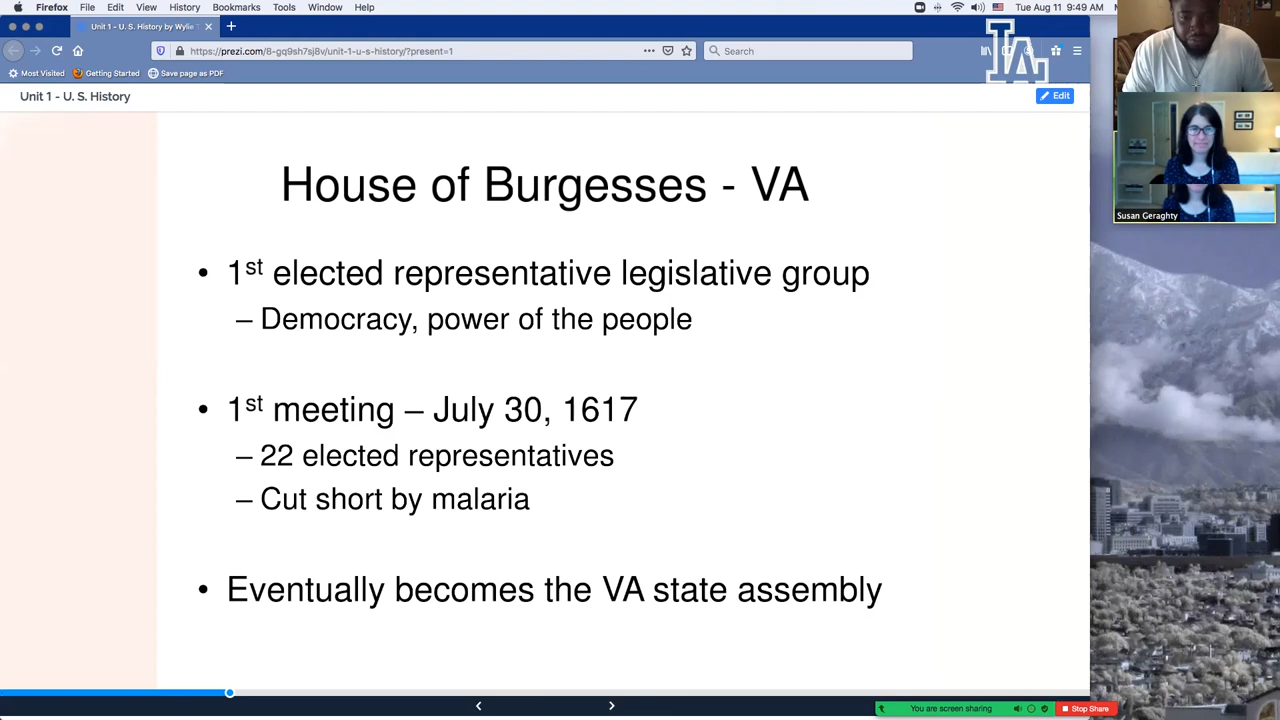 Firefox File Edit View History Bookmarks Tools Window Help Tue Aug 11 9:49 AM
Unit 1 - U. S. History by Wylie
https://prezi.com/8-gq9sh7sj8v/unit-1-u-s-history/?present=1
Search
Most Visited Getting Started Save page as PDF
LA
Unit 1 - U. S. History
Edit
House of Burgesses - VA
• 1st elected representative legislative group
– Democracy, power of the people
• 1st meeting – July 30, 1617
– 22 elected representatives
– Cut short by malaria
• Eventually becomes the VA state assembly
Susan Geraghty
You are screen sharing
Stop Share